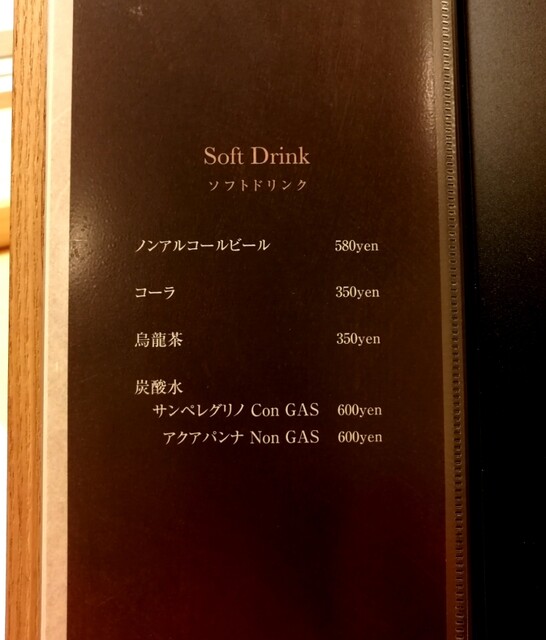 Soft Drink
ソフトドリンク
ノンアルコールビール 580yen
コーラ 350yen
烏龍茶 350yen
炭酸水
サンペレグリノ Con GAS 600yen
アクアパンナ Non GAS 600yen